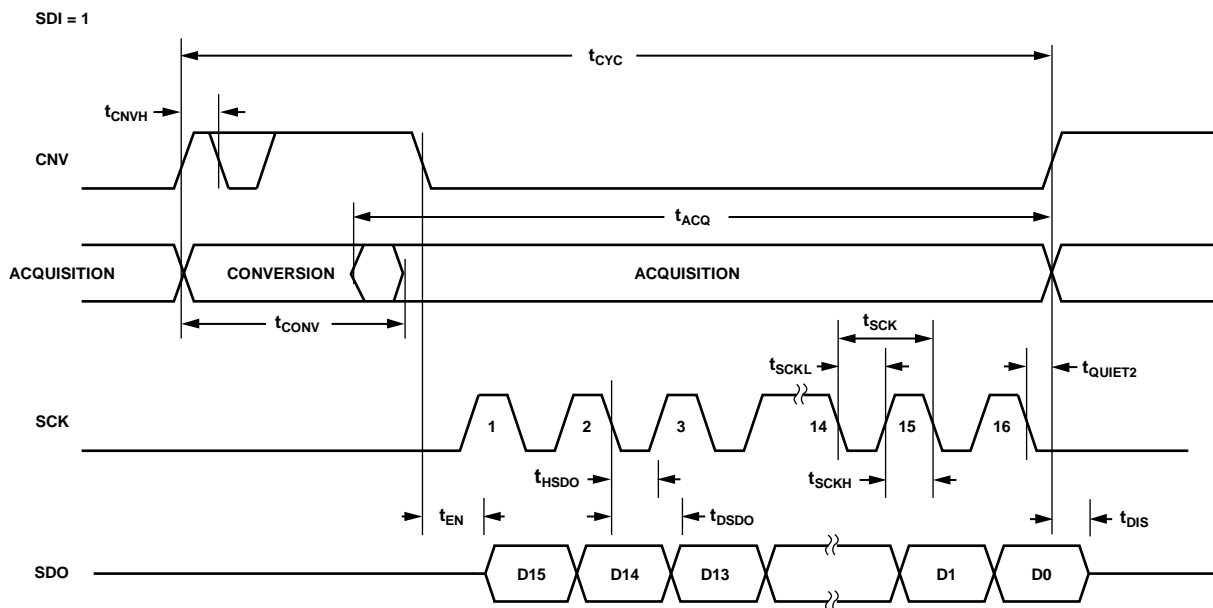 SDI = 1
tCYC
tCNVH
CNV
tACQ
ACQUISITION
CONVERSION
ACQUISITION
tCONV
tSCK
tSCKL
tQUIET2
SCK
1
2
3
14
15
16
tHSDO
tSCKH
tEN
tDSDO
tDIS
SDO
D15
D14
D13
D1
D0